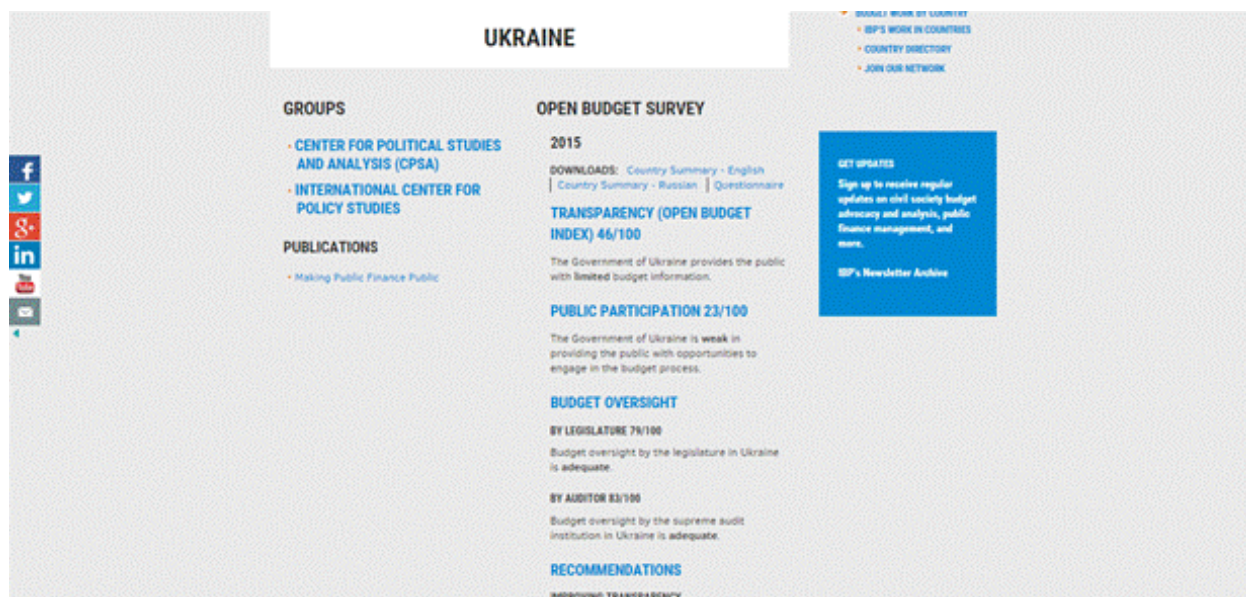 UKRAINE
GROUPS
CENTER FOR POLITICAL STUDIES
AND ANALYSIS (CPSA)
INTERNATIONAL CENTER FOR
POLICY STUDIES
PUBLICATIONS
Making Public Finance Public
OPEN BUDGET SURVEY
2015
DOWNLOADS: Country Summary - English
| Country Summary - Russian | Questionnaire
TRANSPARENCY (OPEN BUDGET
INDEX) 46/100
The Government of Ukraine provides the public
with limited budget information.
PUBLIC PARTICIPATION 23/100
The Government of Ukraine is weak in
providing the public with opportunities to
engage in the budget process.
BUDGET OVERSIGHT
BY LEGISLATURE 79/100
Budget oversight by the legislature in Ukraine
is adequate.
BY AUDITOR 83/100
Budget oversight by the supreme audit
institution in Ukraine is adequate.
RECOMMENDATIONS
IMPROVING TRANSPARENCY
BUDGET WORK BY COUNTRY
IBP'S WORK IN COUNTRIES
COUNTRY DIRECTORY
JOIN OUR NETWORK
GET UPDATES
Sign up to receive regular
updates on civil society budget
advocacy and analysis, public
finance management, and
more.
IBP's Newsletter Archive
f
g+
in
You
Tube